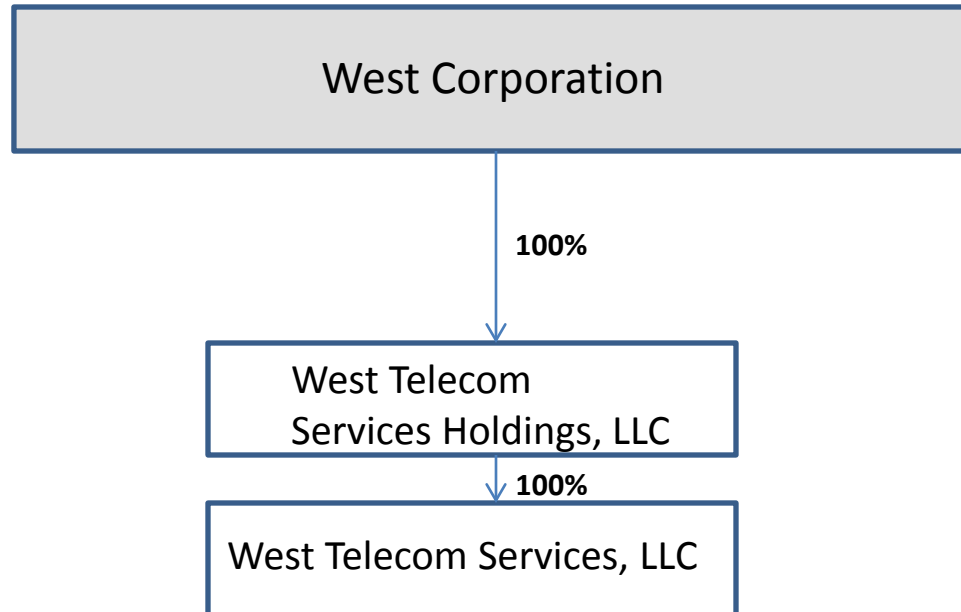 West Corporation
100%
West Telecom
Services Holdings, LLC
100%
West Telecom Services, LLC